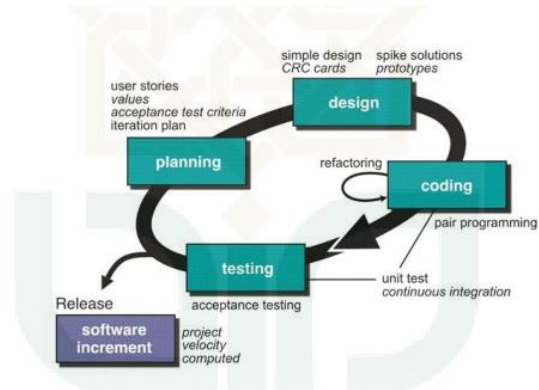 simple design
CRC cards
spike solutions
prototypes
user stories
values
acceptance test criteria
iteration plan
design
planning
refactoring
coding
pair programming
testing
unit test
continuous integration
acceptance testing
Release
software
increment
project
velocity
computed